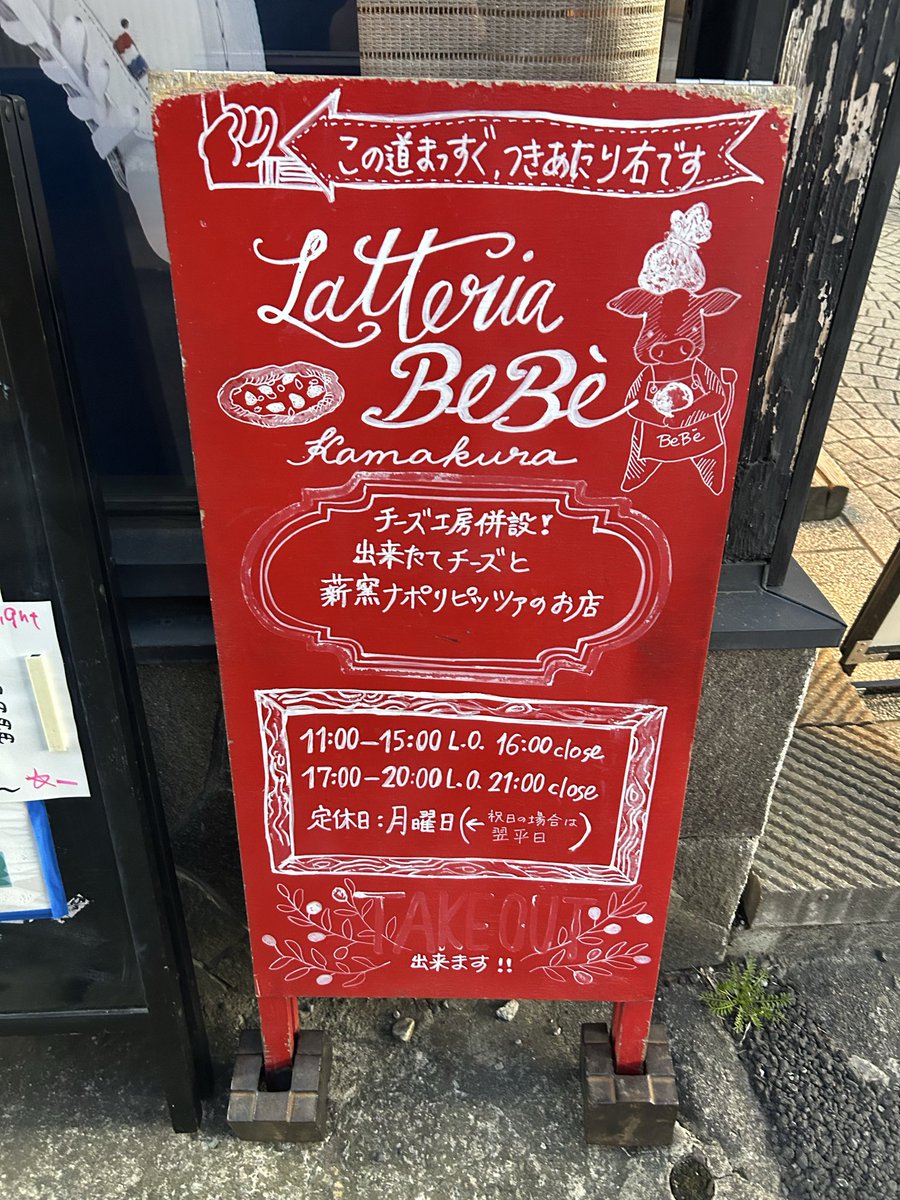 この道まっすぐ、つきあたり右です
Latteria
BeBè
BeBè
Kamakura
チーズ工房併設!
出来たてチーズと
薪窯ナポリピッツァのお店
11:00–15:00 L.O. 16:00 close
17:00–20:00 L.O. 21:00 close
定休日:月曜日(←祝日の場合は
翌平日)
TAKE OUT
出来ます!!